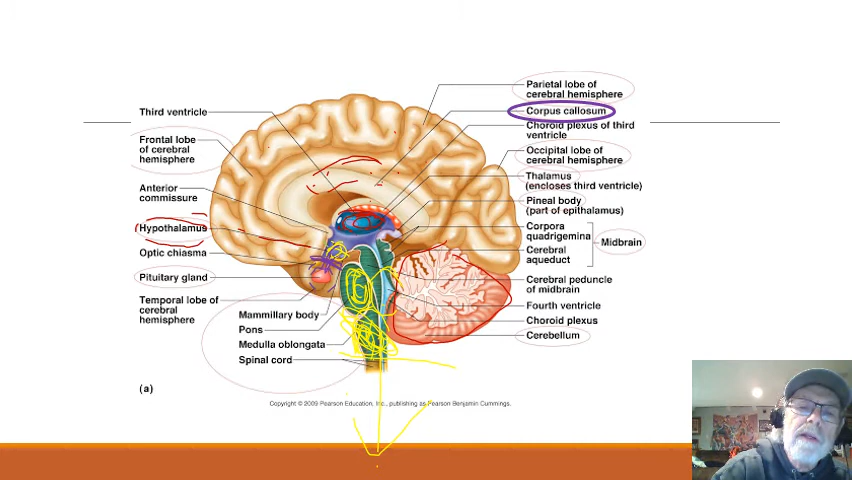 Third ventricle
Frontal lobe
of cerebral
hemisphere
Anterior
commissure
Hypothalamus
Optic chiasma
Pituitary gland
Temporal lobe of
cerebral
hemisphere
Mammillary body
Pons
Medulla oblongata
Spinal cord
Parietal lobe of
cerebral hemisphere
Corpus callosum
Choroid plexus of third
ventricle
Occipital lobe of
cerebral hemisphere
Thalamus
(encloses third ventricle)
Pineal body
(part of epithalamus)
Corpora
quadrigemina
Cerebral
aqueduct
Midbrain
Cerebral peduncle
of midbrain
Fourth ventricle
Choroid plexus
Cerebellum
(a)
Copyright © 2009 Pearson Education, Inc., publishing as Pearson Benjamin Cummings.